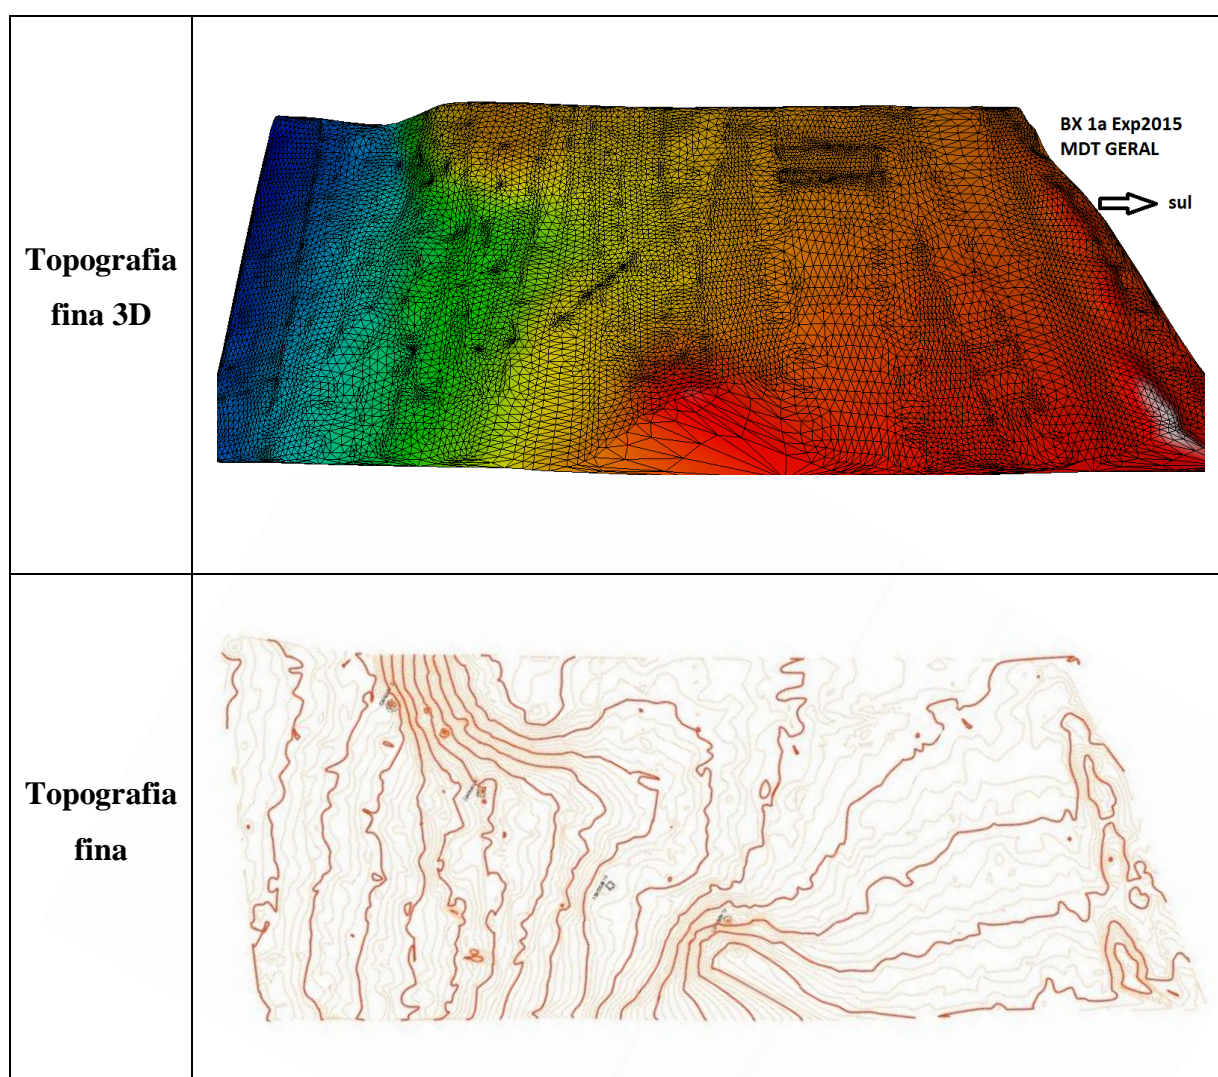 Topografia
fina 3D
BX 1a Exp2015
MDT GERAL
sul
Topografia
fina